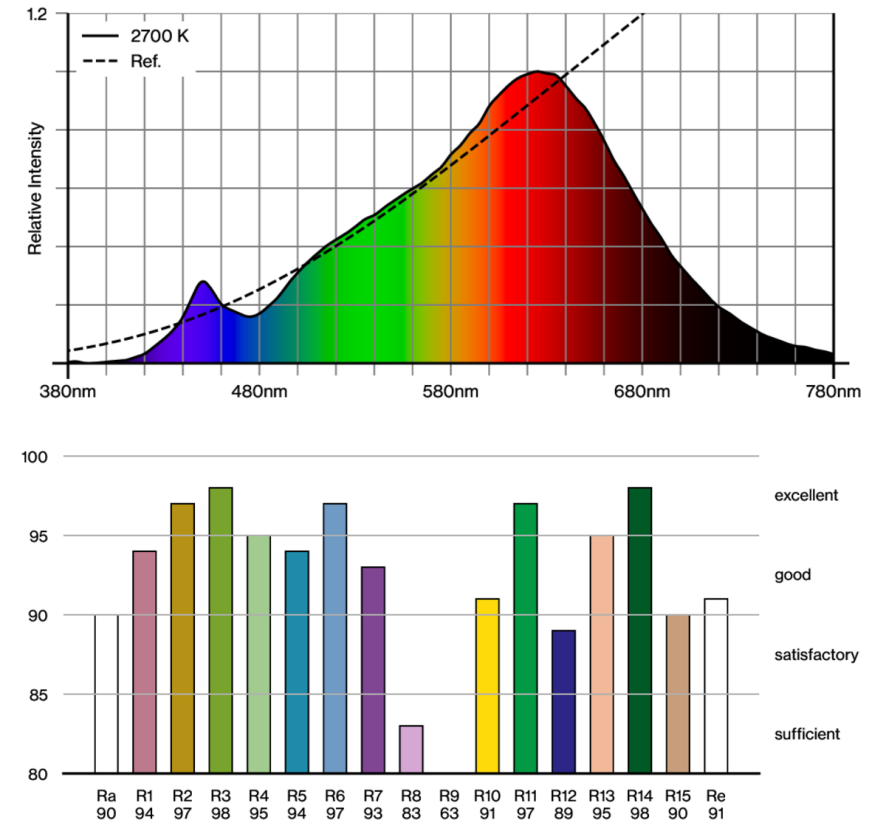 1.2
2700 K
Ref.
Relative Intensity
380nm 480nm 580nm 680nm 780nm
100
excellent
95
good
90
satisfactory
85
sufficient
80
Ra R1 R2 R3 R4 R5 R6 R7 R8 R9 R10 R11 R12 R13 R14 R15 Re
90 94 97 98 95 94 97 93 83 63 91 97 89 95 98 90 91